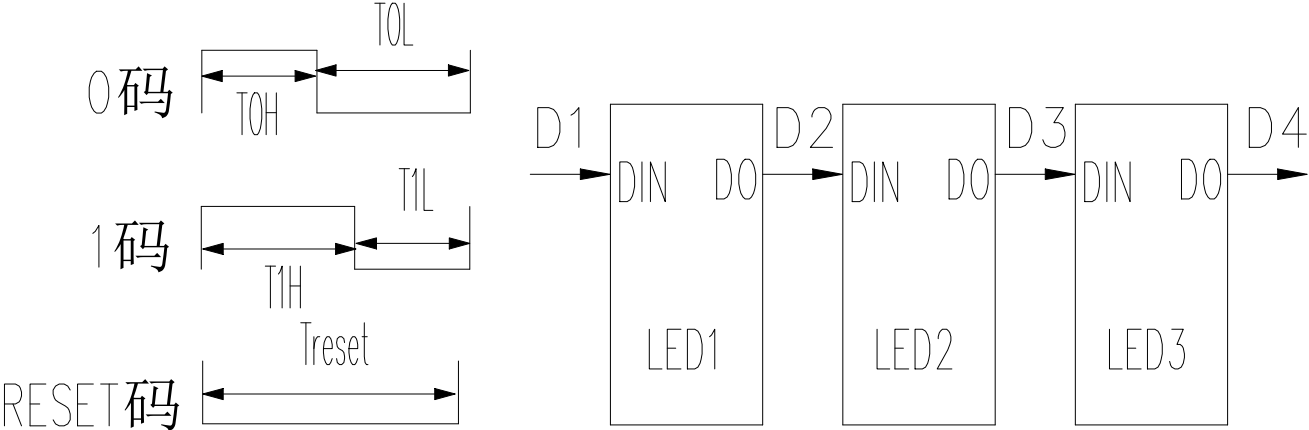 0码
T0H
T0L
1码
T1H
T1L
RESET码
Treset
D1
DIN
DO
LED1
D2
DIN
DO
LED2
D3
DIN
DO
LED3
D4